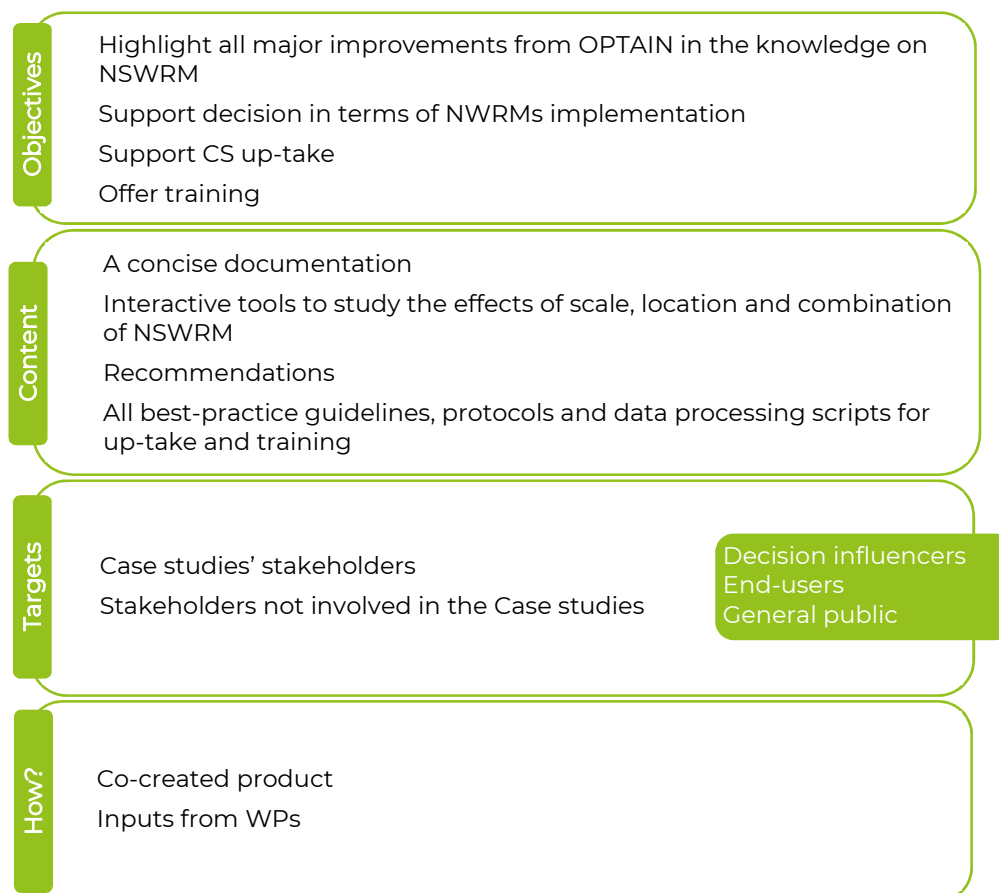 Objectives
Highlight all major improvements from OPTAIN in the knowledge on
NSWRM
Support decision in terms of NWRMs implementation
Support CS up-take
Offer training
Content
A concise documentation
Interactive tools to study the effects of scale, location and combination
of NSWRM
Recommendations
All best-practice guidelines, protocols and data processing scripts for
up-take and training
Targets
Case studies’ stakeholders
Stakeholders not involved in the Case studies
Decision influencers
End-users
General public
How?
Co-created product
Inputs from WPs